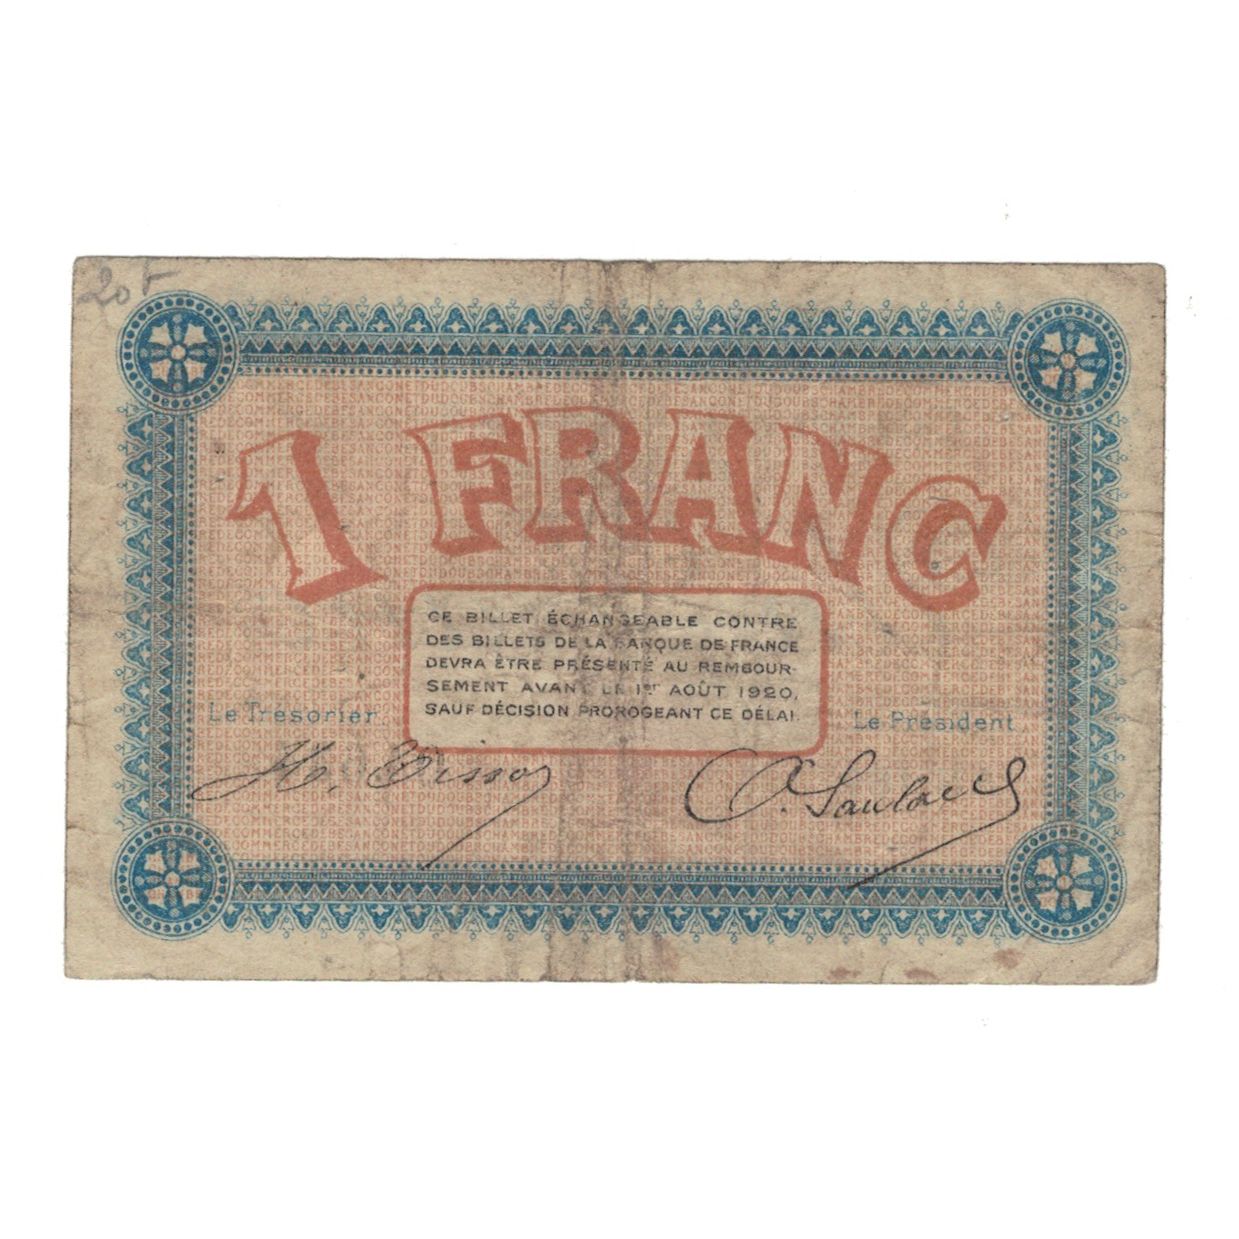 20f
1 FRANC
CE BILLET ÉCHANGEABLE CONTRE
DES BILLETS DE LA BANQUE DE FRANCE
DEVRA ÊTRE PRÉSENTÉ AU REMBOUR-
SEMENT AVANT LE 1ER AOÛT 1920,
SAUF DÉCISION PROROGEANT CE DÉLAI.
Le Trésorier
Le Président